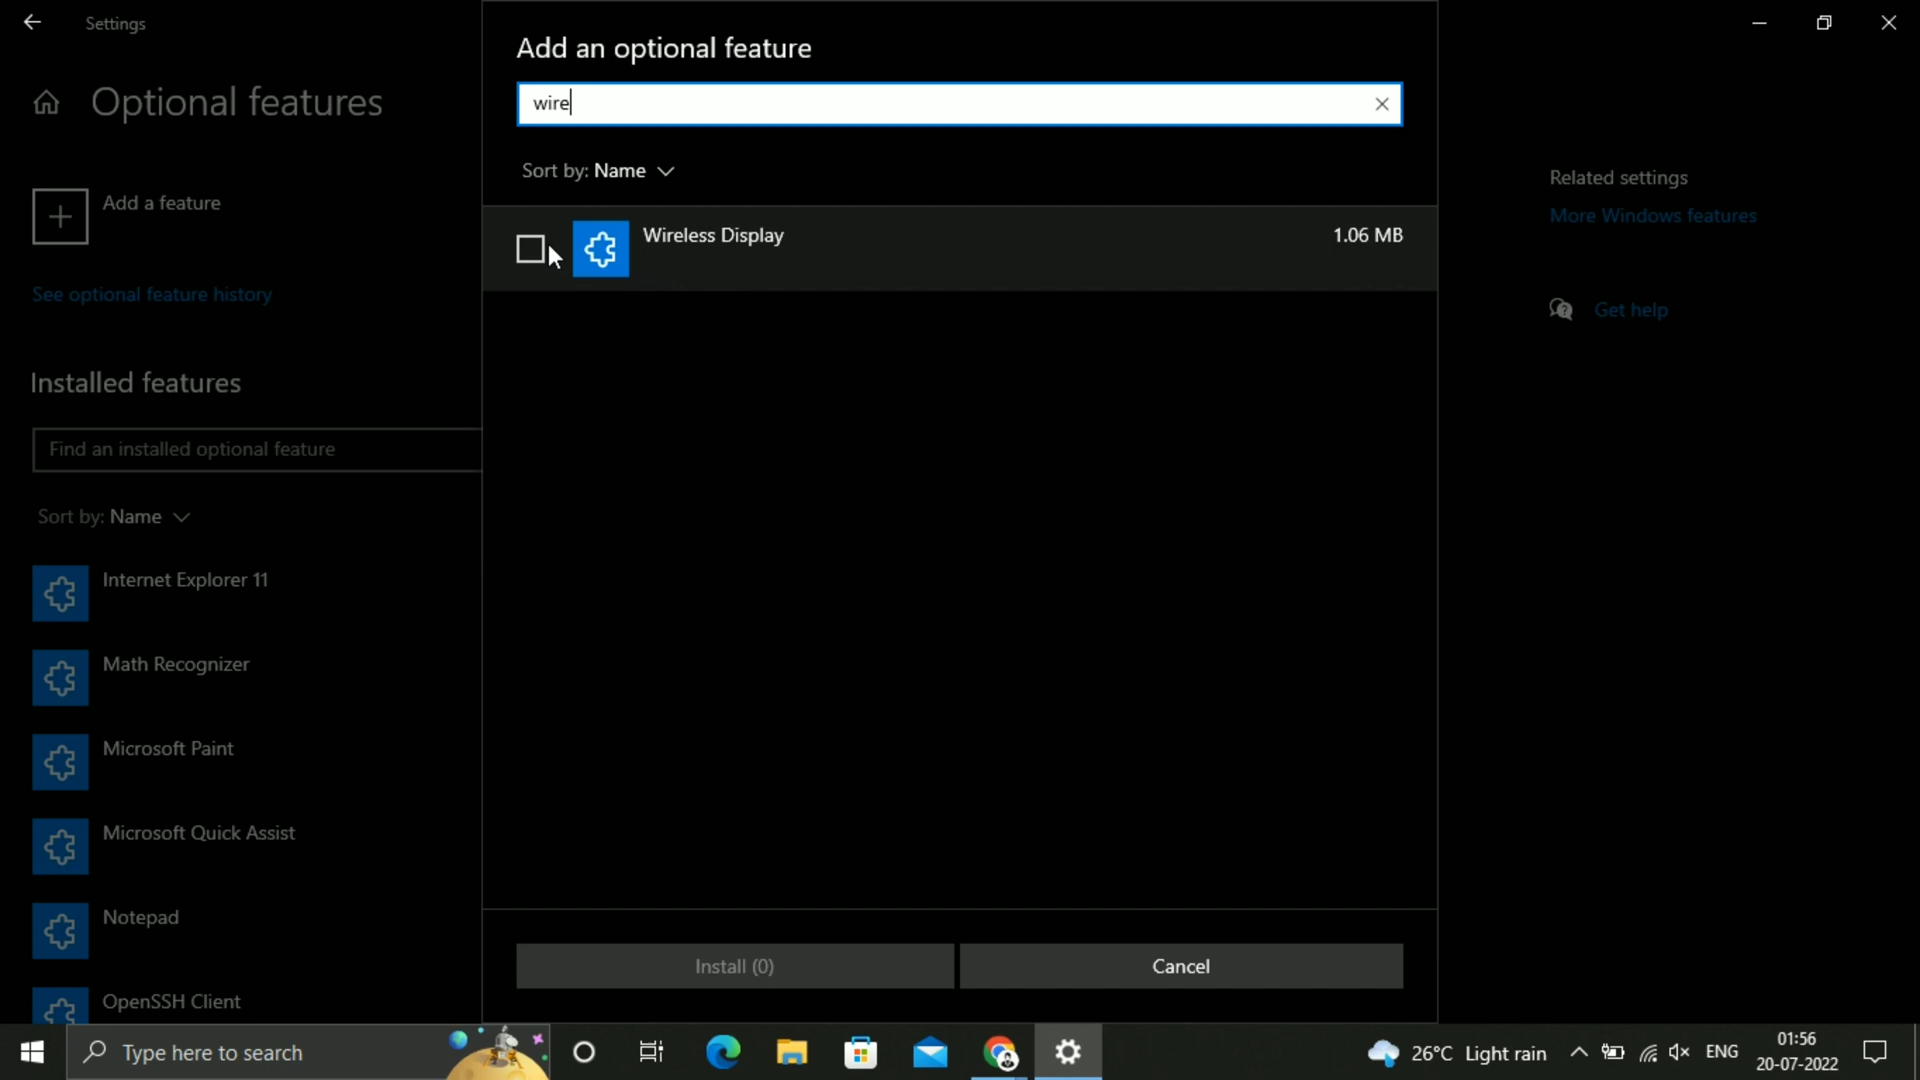 Settings
Optional features
Add a feature
See optional feature history
Installed features
Find an installed optional feature
Sort by: Name
Internet Explorer 11
Math Recognizer
Microsoft Paint
Microsoft Quick Assist
Notepad
OpenSSH Client
Add an optional feature
wire
Sort by: Name
Wireless Display 1.06 MB
Install (0) Cancel
Related settings
More Windows features
Get help
Type here to search
26°C Light rain
ENG
01:56
20-07-2022